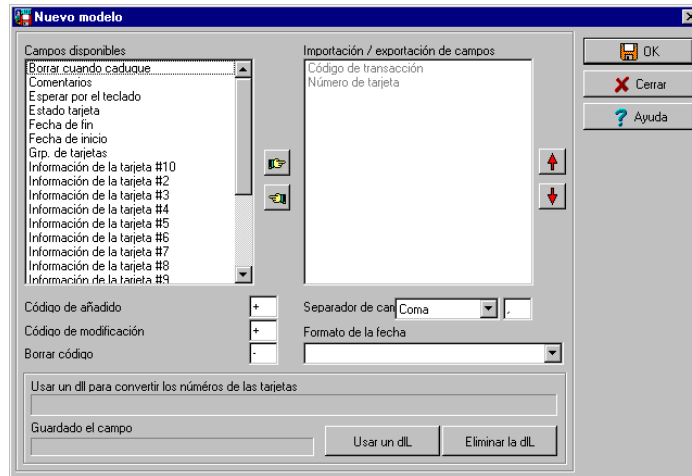 Nuevo modelo
Campos disponibles
Borrar cuando caduque
Comentarios
Esperar por el teclado
Estado tarjeta
Fecha de fin
Fecha de inicio
Grp. de tarjetas
Información de la tarjeta #10
Información de la tarjeta #2
Información de la tarjeta #3
Información de la tarjeta #4
Información de la tarjeta #5
Información de la tarjeta #6
Información de la tarjeta #7
Información de la tarjeta #8
Información de la tarjeta #9
Importación / exportación de campos
Código de transacción
Número de tarjeta
OK
Cerrar
? Ayuda
Código de añadido +
Código de modificación +
Borrar código -
Separador de can Coma ,
Formato de la fecha
Usar un dll para convertir los números de las tarjetas
Guardado el campo
Usar un dlL
Eliminar la dlL